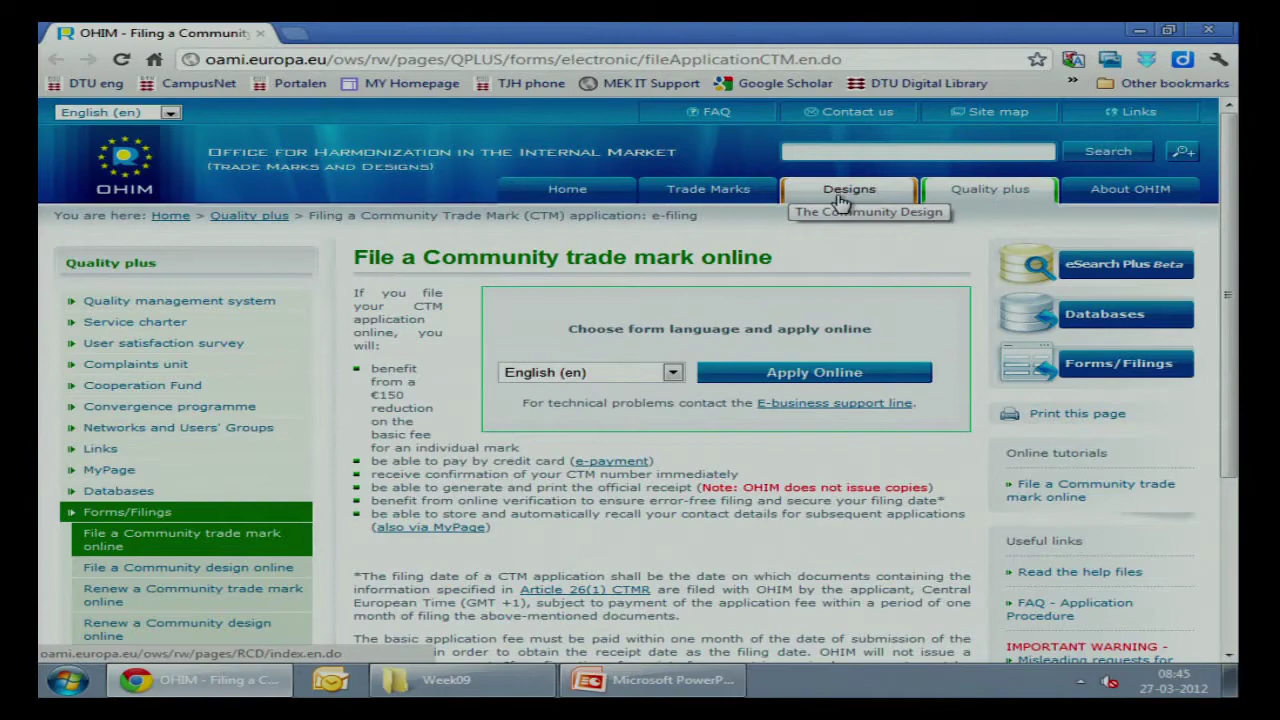 OHIM - Filing a Community
oami.europa.eu/ows/rw/pages/QPLUS/forms/electronic/fileApplicationCTM.en.do
DTU eng CampusNet Portalen MY Homepage TJH phone MEK IT Support Google Scholar DTU Digital Library » Other bookmarks
English (en) FAQ Contact us Site map Links
OFFICE FOR HARMONIZATION IN THE INTERNAL MARKET
(TRADE MARKS AND DESIGNS)
Search
OHIM
Home Trade Marks Designs Quality plus About OHIM
The Community Design
You are here: Home > Quality plus > Filing a Community Trade Mark (CTM) application: e-filing
Quality plus
Quality management system
Service charter
User satisfaction survey
Complaints unit
Cooperation Fund
Convergence programme
Networks and Users' Groups
Links
MyPage
Databases
Forms/Filings
File a Community trade mark
online
File a Community design online
Renew a Community trade mark
online
Renew a Community design
online
oami.europa.eu/ows/rw/pages/RCD/index.en.do
File a Community trade mark online
If you file
your CTM
application
online, you
will:
benefit
from a
€150
reduction
on the
basic fee
for an individual mark
be able to pay by credit card (e-payment)
receive confirmation of your CTM number immediately
be able to generate and print the official receipt (Note: OHIM does not issue copies)
benefit from online verification to ensure error-free filing and secure your filing date*
be able to store and automatically recall your contact details for subsequent applications
(also via MyPage)
Choose form language and apply online
English (en) Apply Online
For technical problems contact the E-business support line.
*The filing date of a CTM application shall be the date on which documents containing the
information specified in Article 26(1) CTMR are filed with OHIM by the applicant, Central
European Time (GMT +1), subject to payment of the application fee within a period of one
month of filing the above-mentioned documents.
The basic application fee must be paid within one month of the date of submission of the
in order to obtain the receipt date as the filing date. OHIM will not issue a
eSearch Plus Beta
Databases
Forms/Filings
Print this page
Online tutorials
File a Community trade
mark online
Useful links
Read the help files
FAQ - Application
Procedure
IMPORTANT WARNING -
Misleading requests for
OHIM - Filing a C... Week09 Microsoft PowerP...
08:45
27-03-2012